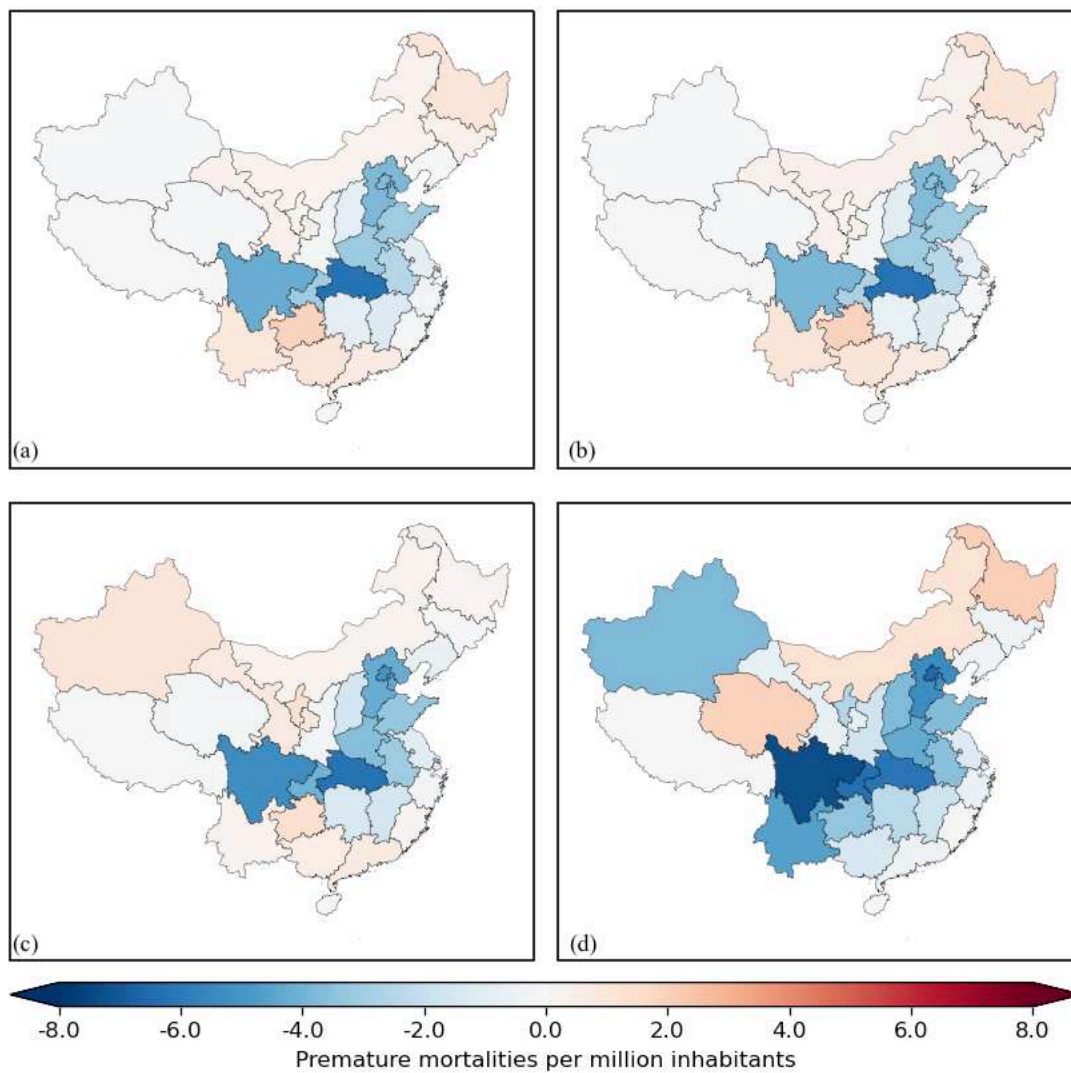 (a)
(b)
(c)
(d)
-8.0 -6.0 -4.0 -2.0 0.0 2.0 4.0 6.0 8.0
Premature mortalities per million inhabitants